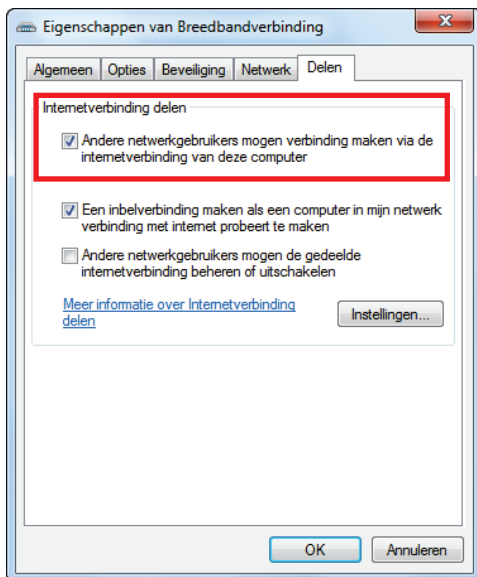 Eigenschappen van Breedbandverbinding
Algemeen Opties Beveiliging Netwerk Delen
Internetverbinding delen
Andere netwerkgebruikers mogen verbinding maken via de
internetverbinding van deze computer
Een inbelverbinding maken als een computer in mijn netwerk
verbinding met internet probeert te maken
Andere netwerkgebruikers mogen de gedeelde
internetverbinding beheren of uitschakelen
Meer informatie over Internetverbinding
delen
Instellingen...
OK Annuleren